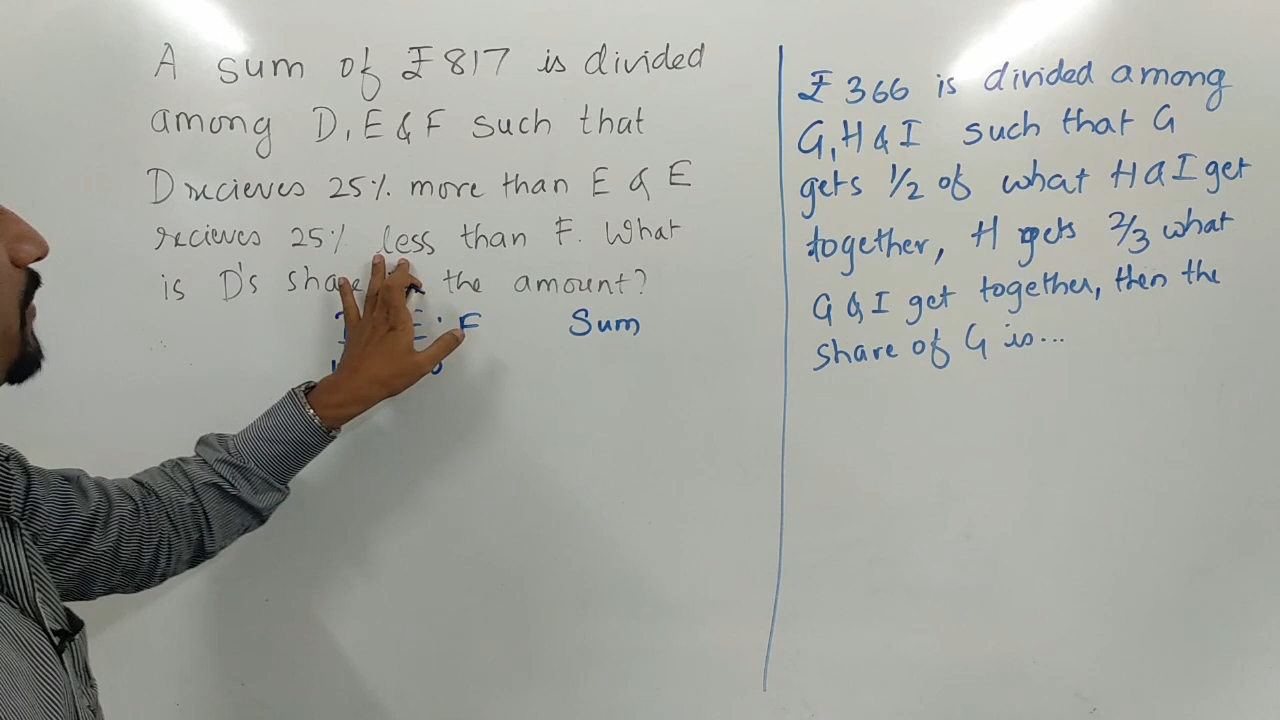 A sum of ₹817 is divided
among D, E & F such that
D recieves 25% more than E & E
recieves 25% less than F. What
is D's share the amount?
E : F Sum
₹366 is divided among
G, H & I such that G
gets 1/2 of what H & I get
together, H gets 2/3 what
G & I get together, then the
share of G is...